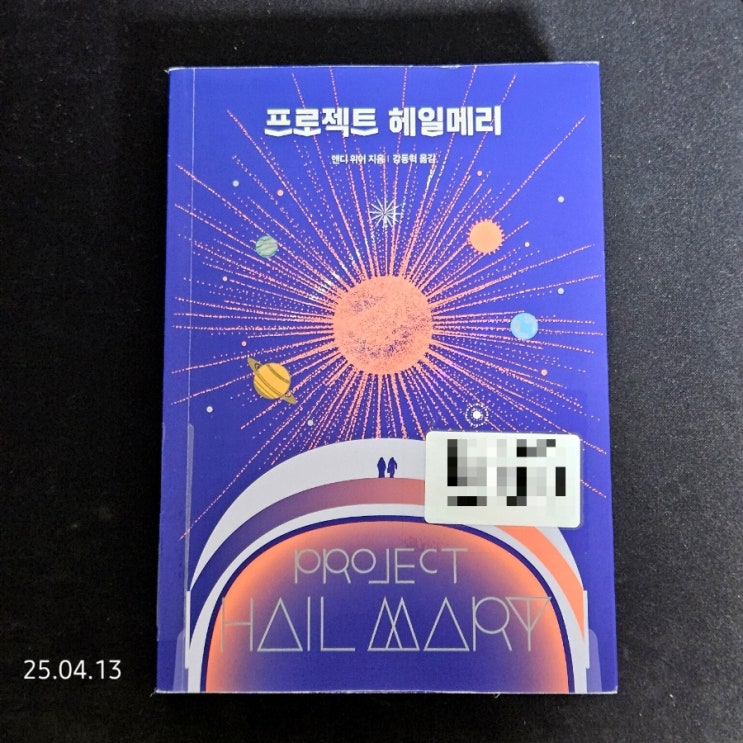 프로젝트 헤일메리
앤디 위어 지음 | 강동혁 옮김
PROJECT
HAIL MARY
25.04.13